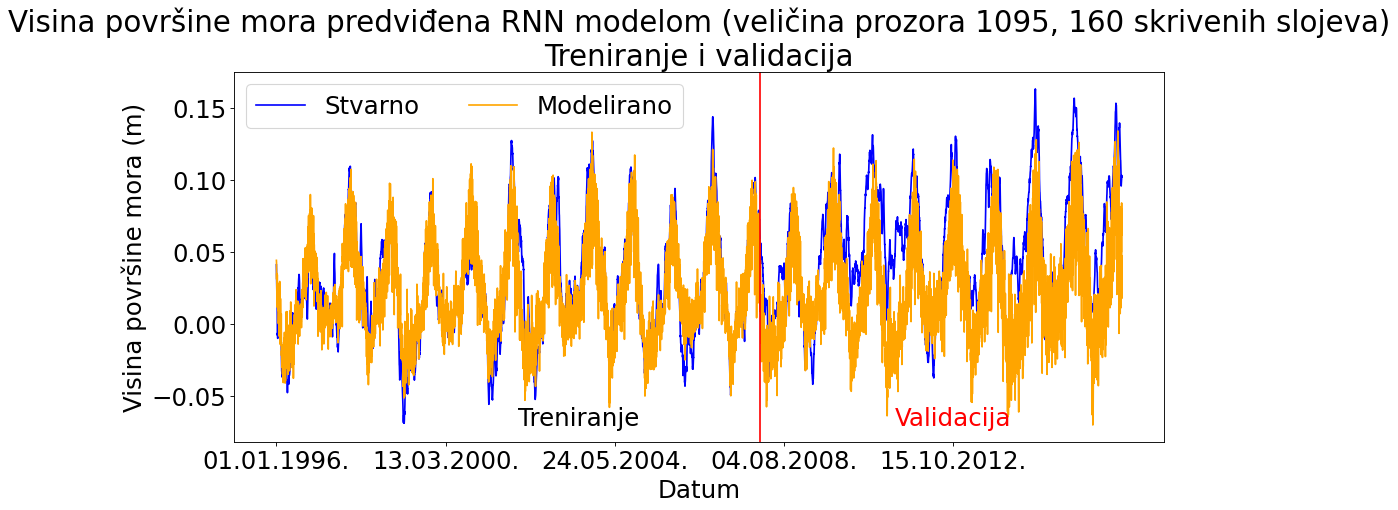 Visina površine mora predviđena RNN modelom (veličina prozora 1095, 160 skrivenih slojeva)
Treniranje i validacija
Stvarno
Modelirano
Visina površine mora (m)
0.15
0.10
0.05
0.00
−0.05
Treniranje
Validacija
01.01.1996.
13.03.2000.
24.05.2004.
04.08.2008.
15.10.2012.
Datum